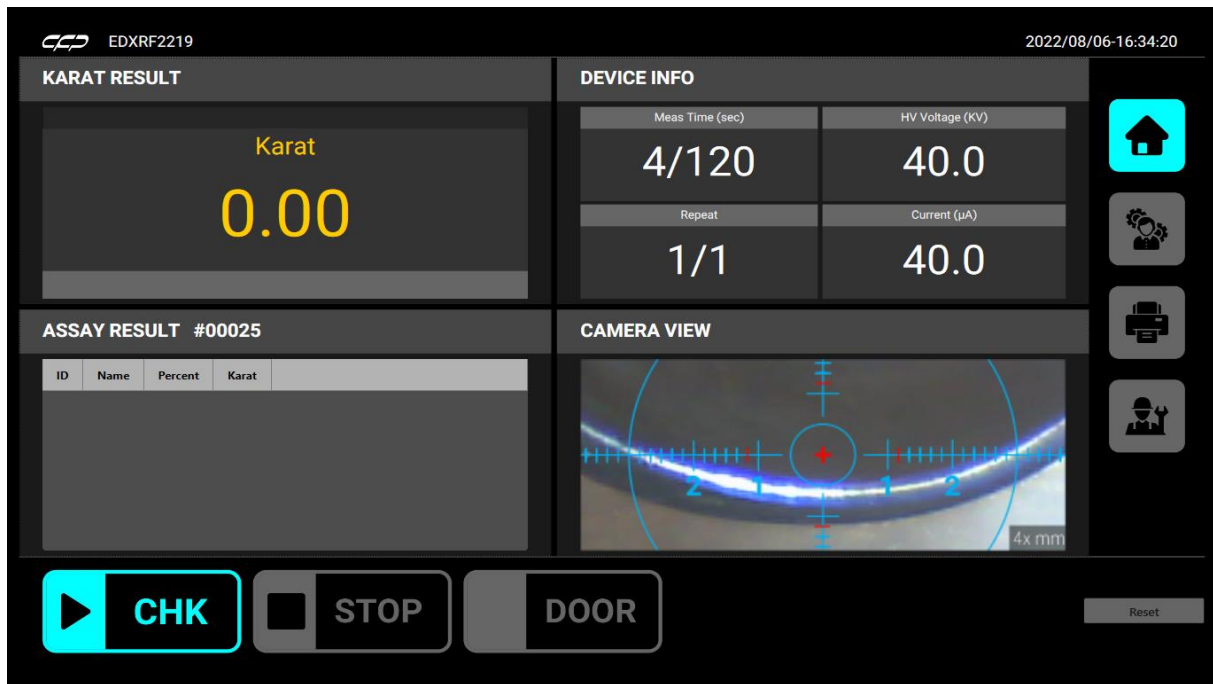 EDXRF2219
2022/08/06-16:34:20
KARAT RESULT
Karat
0.00
DEVICE INFO
Meas Time (sec)
HV Voltage (KV)
4/120
40.0
Repeat
Current (µA)
1/1
40.0
ASSAY RESULT #00025
ID Name Percent Karat
CAMERA VIEW
2 1 1 2
4x mm
CHK
STOP
DOOR
Reset